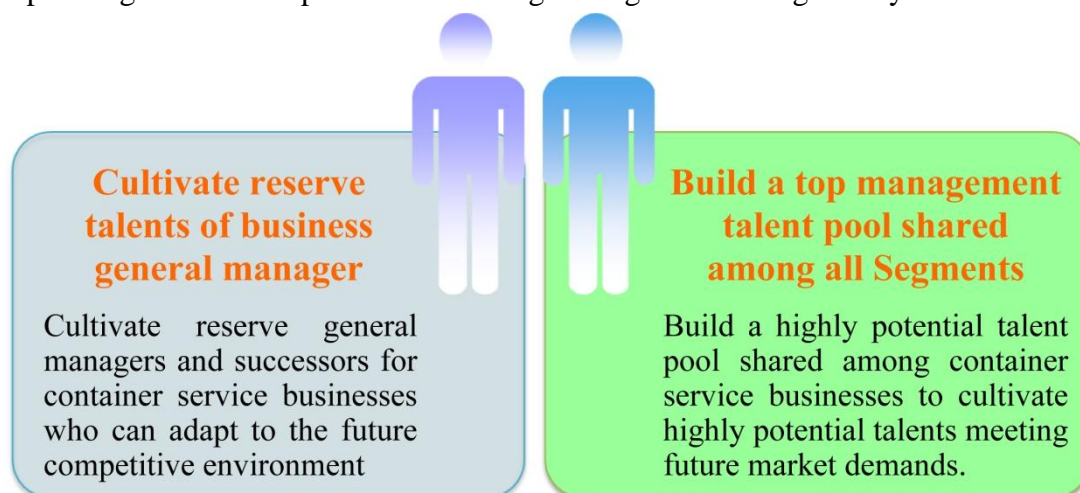 Cultivate reserve
talents of business
general manager
Cultivate reserve general
managers and successors for
container service businesses
who can adapt to the future
competitive environment
Build a top management
talent pool shared
among all Segments
Build a highly potential talent
pool shared among container
service businesses to cultivate
highly potential talents meeting
future market demands.